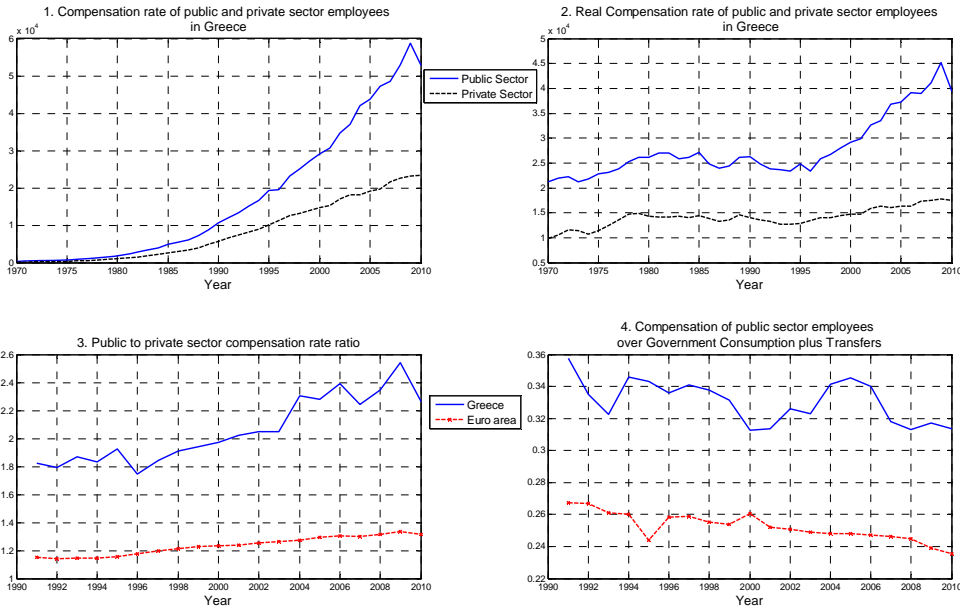 1. Compensation rate of public and private sector employees
in Greece
x 10⁴
6
5
4
3
2
1
0
1970 1975 1980 1985 1990 1995 2000 2005 2010
Year
Public Sector
Private Sector
2. Real Compensation rate of public and private sector employees
in Greece
x 10⁴
5
4.5
4
3.5
3
2.5
2
1.5
1
0.5
1970 1975 1980 1985 1990 1995 2000 2005 2010
Year
3. Public to private sector compensation rate ratio
2.6
2.4
2.2
2
1.8
1.6
1.4
1.2
1
1990 1992 1994 1996 1998 2000 2002 2004 2006 2008 2010
Year
Greece
Euro area
4. Compensation of public sector employees
over Government Consumption plus Transfers
0.36
0.34
0.32
0.3
0.28
0.26
0.24
0.22
1990 1992 1994 1996 1998 2000 2002 2004 2006 2008 2010
Year